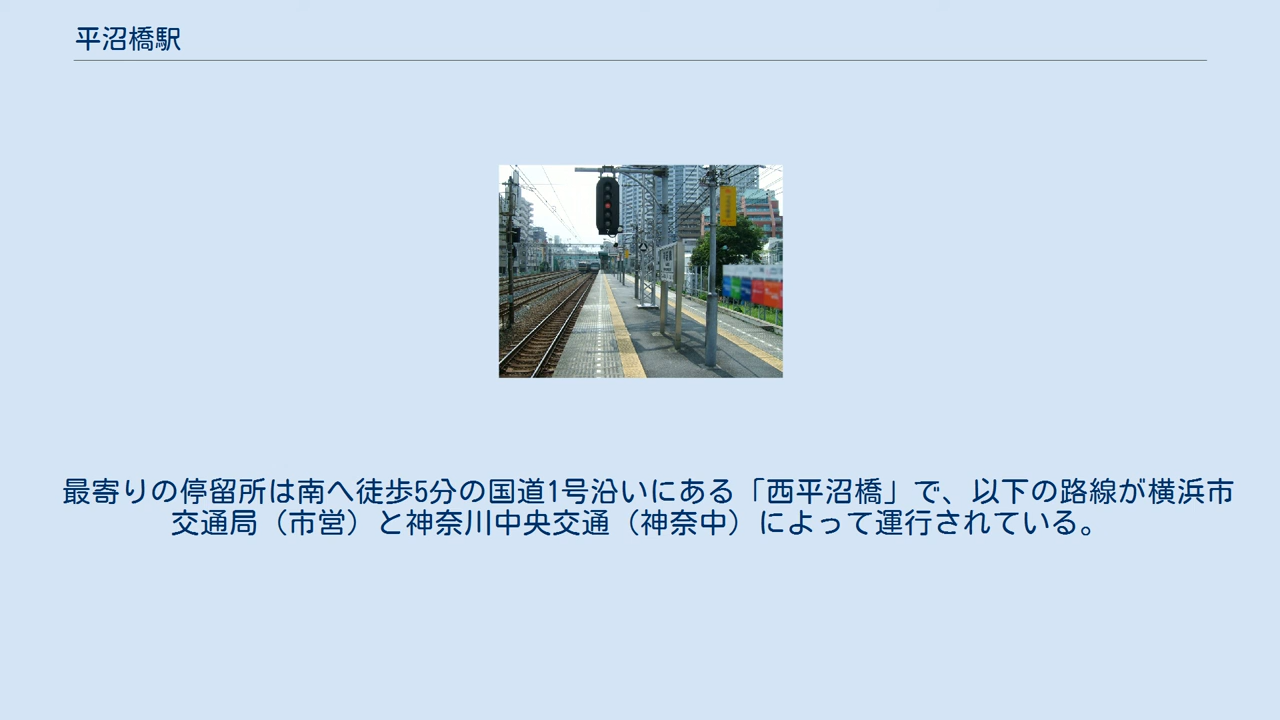 平沼橋駅
最寄りの停留所は南へ徒歩5分の国道1号沿いにある「西平沼橋」で、以下の路線が横浜市
交通局（市営）と神奈川中央交通（神奈中）によって運行されている。